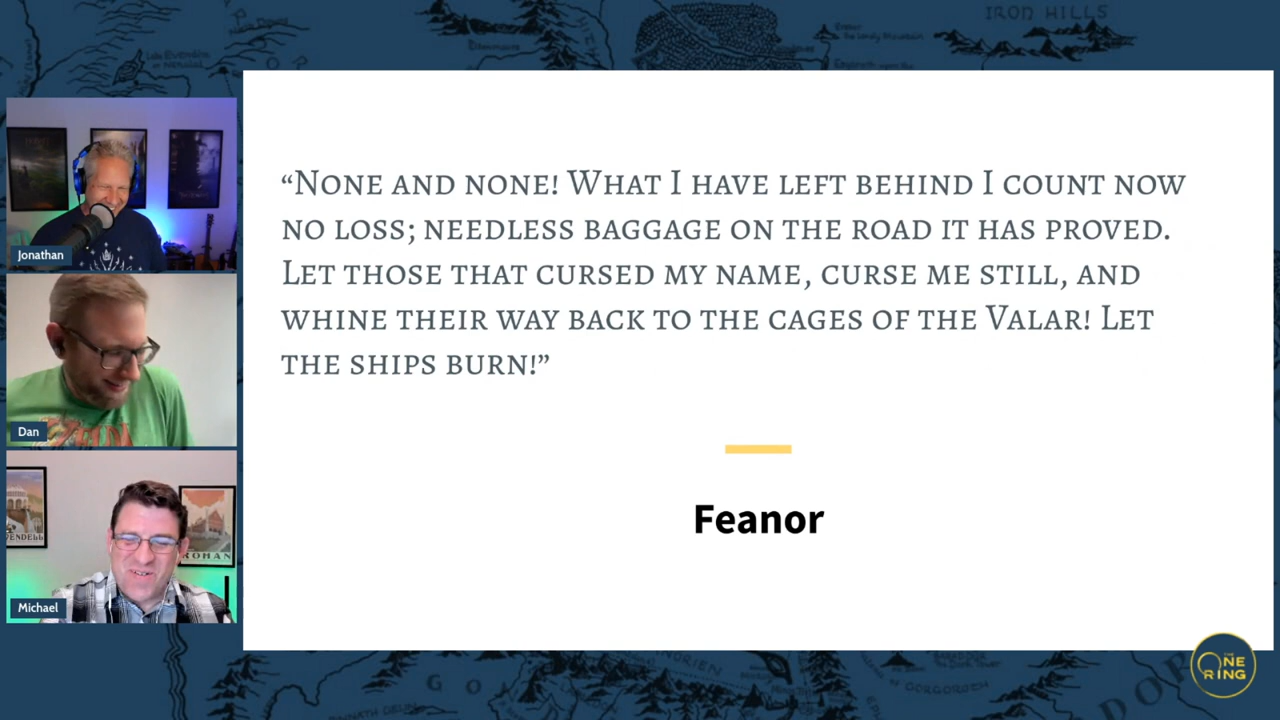 IRON HILLS
“None and none! What I have left behind I count now
no loss; needless baggage on the road it has proved.
Let those that cursed my name, curse me still, and
whine their way back to the cages of the Valar! Let
the ships burn!”
Feanor
Jonathan
Dan
ROHAN
Michael
THE
ONE
RING
GORGOROTH